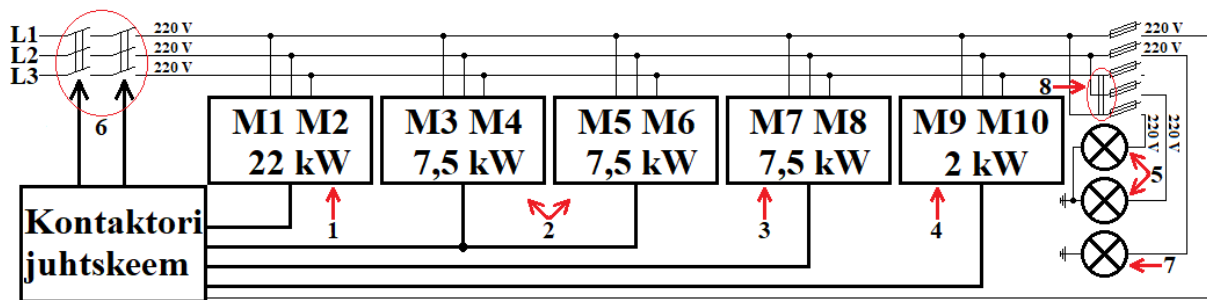 L1 220 V 220 V
L2 220 V 220 V
L3 220 V
8
M1 M2 M3 M4 M5 M6 M7 M8 M9 M10
22 kW 7,5 kW 7,5 kW 7,5 kW 2 kW
220 V 220 V
6
5
Kontaktori
juhtskeem
1 2 3 4
7